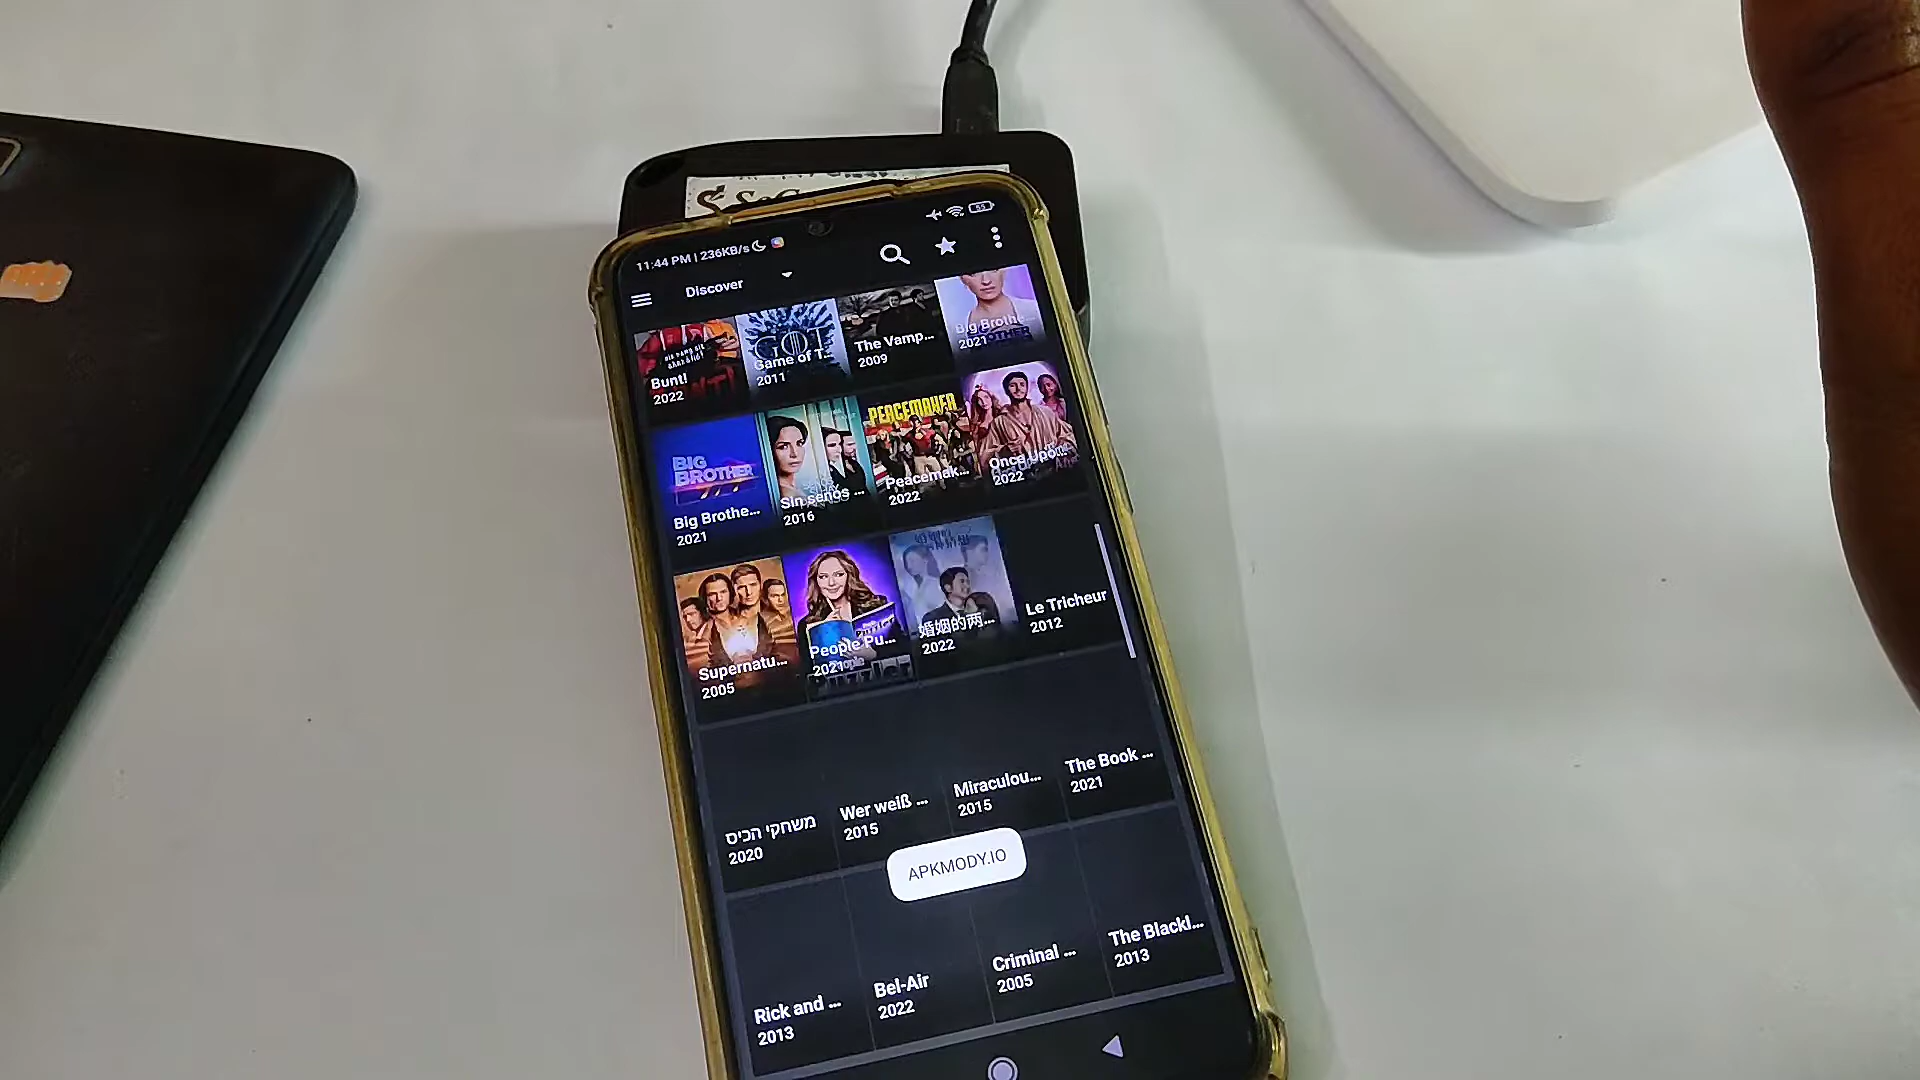 11:44 PM | 236KB/s
55
Discover
Bunt!
2022
GOT
Game of T...
2011
The Vamp...
2009
Big Brothe...
2021
BIG
BROTHER
Big Brothe...
2021
Sin senos ...
2016
PEACEMAKER
Peacemak...
2022
Once Upon...
2022
Supernatu...
2005
People Pu...
2021
婚姻的两...
2022
Le Tricheur
2012
משחקי הכיס
2020
Wer weiß ...
2015
Miraculou...
2015
The Book ...
2021
APKMODY.IO
Rick and ...
2013
Bel-Air
2022
Criminal ...
2005
The Blackl...
2013